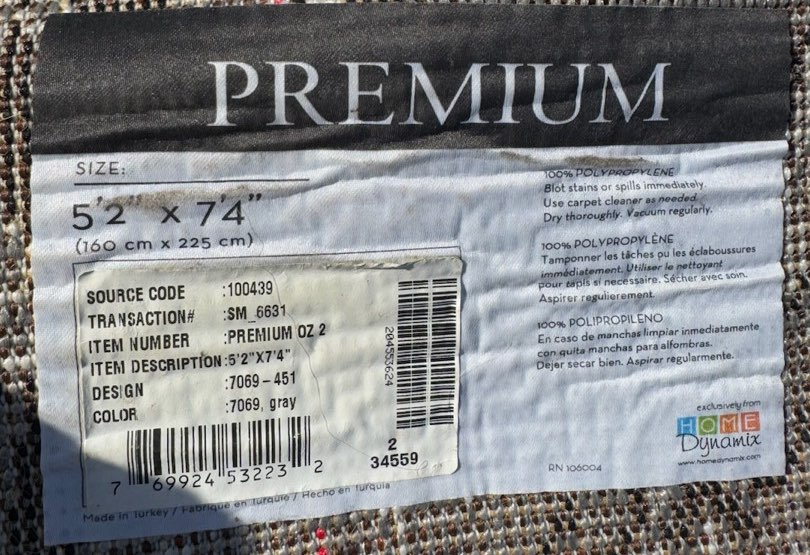 PREMIUM
SIZE:
5'2" x 7'4"
(160 cm x 225 cm)
SOURCE CODE :100439
TRANSACTION# :SM_6631
ITEM NUMBER :PREMIUM OZ 2
ITEM DESCRIPTION :5'2"X7'4"
DESIGN :7069-451
COLOR :7069, gray
7 69924 53223 2
204555624
2
34559
Made in Turkey / Fabriqué en Turquie / Hecho en Turquía
100% POLYPROPYLENE
Blot stains or spills immediately.
Use carpet cleaner as needed.
Dry thoroughly. Vacuum regularly.
100% POLYPROPYLÈNE
Tamponner les tâches pu les éclaboussures
immédiatement. Utiliser le nettoyant
pour tapis si necessaire. Sécher avec soin.
Aspirer regulierement.
100% POLIPROPILENO
En caso de manchas limpiar inmediatamente
con quita manchas para alfombras.
Dejar secar bien. Aspirar regularmente.
exclusively from
HOME
Dynamix
www.homedynamix.com
RN 106004